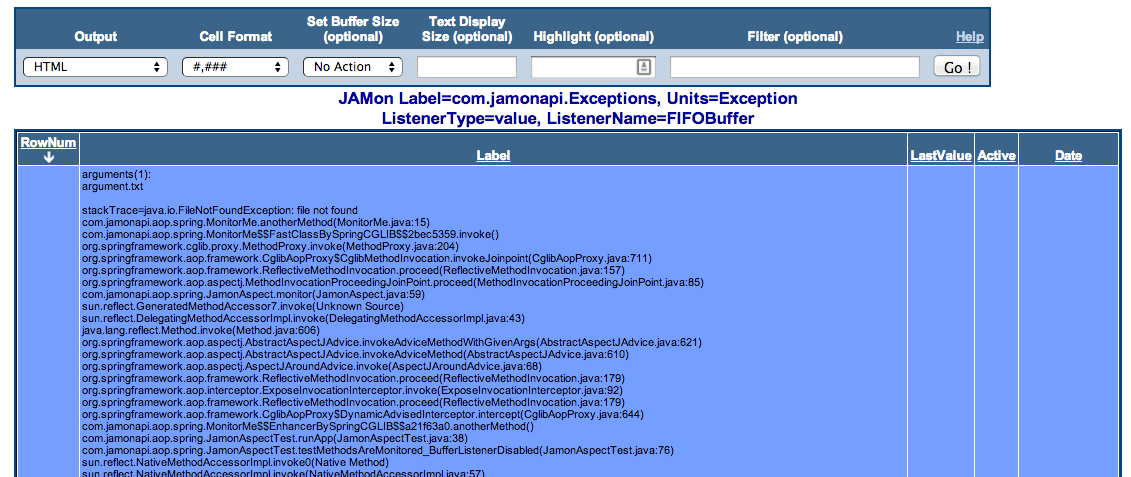 Output
Cell Format
Set Buffer Size
(optional)
Text Display
Size (optional)
Highlight (optional)
Filter (optional)
Help
HTML
#,###
No Action
Go !
JAMon Label=com.jamonapi.Exceptions, Units=Exception
ListenerType=value, ListenerName=FIFOBuffer
RowNum
Label
LastValue
Active
Date
arguments(1):
argument.txt
stackTrace=java.io.FileNotFoundException: file not found
com.jamonapi.aop.spring.MonitorMe.anotherMethod(MonitorMe.java:15)
com.jamonapi.aop.spring.MonitorMe$$FastClassBySpringCGLIB$$2bec5359.invoke()
org.springframework.cglib.proxy.MethodProxy.invoke(MethodProxy.java:204)
org.springframework.aop.framework.CglibAopProxy$CglibMethodInvocation.invokeJoinpoint(CglibAopProxy.java:711)
org.springframework.aop.framework.ReflectiveMethodInvocation.proceed(ReflectiveMethodInvocation.java:157)
org.springframework.aop.aspectj.MethodInvocationProceedingJoinPoint.proceed(MethodInvocationProceedingJoinPoint.java:85)
com.jamonapi.aop.spring.JamonAspect.monitor(JamonAspect.java:59)
sun.reflect.GeneratedMethodAccessor7.invoke(Unknown Source)
sun.reflect.DelegatingMethodAccessorImpl.invoke(DelegatingMethodAccessorImpl.java:43)
java.lang.reflect.Method.invoke(Method.java:606)
org.springframework.aop.aspectj.AbstractAspectJAdvice.invokeAdviceMethodWithGivenArgs(AbstractAspectJAdvice.java:621)
org.springframework.aop.aspectj.AbstractAspectJAdvice.invokeAdviceMethod(AbstractAspectJAdvice.java:610)
org.springframework.aop.aspectj.AspectJAroundAdvice.invoke(AspectJAroundAdvice.java:68)
org.springframework.aop.framework.ReflectiveMethodInvocation.proceed(ReflectiveMethodInvocation.java:179)
org.springframework.aop.interceptor.ExposeInvocationInterceptor.invoke(ExposeInvocationInterceptor.java:92)
org.springframework.aop.framework.ReflectiveMethodInvocation.proceed(ReflectiveMethodInvocation.java:179)
org.springframework.aop.framework.CglibAopProxy$DynamicAdvisedInterceptor.intercept(CglibAopProxy.java:644)
com.jamonapi.aop.spring.MonitorMe$$EnhancerBySpringCGLIB$$a21f63a0.anotherMethod()
com.jamonapi.aop.spring.JamonAspectTest.runApp(JamonAspectTest.java:38)
com.jamonapi.aop.spring.JamonAspectTest.testMethodsAreMonitored_BufferListenerDisabled(JamonAspectTest.java:76)
sun.reflect.NativeMethodAccessorImpl.invoke0(Native Method)
sun.reflect.NativeMethodAccessorImpl.invoke(NativeMethodAccessorImpl.java:57)